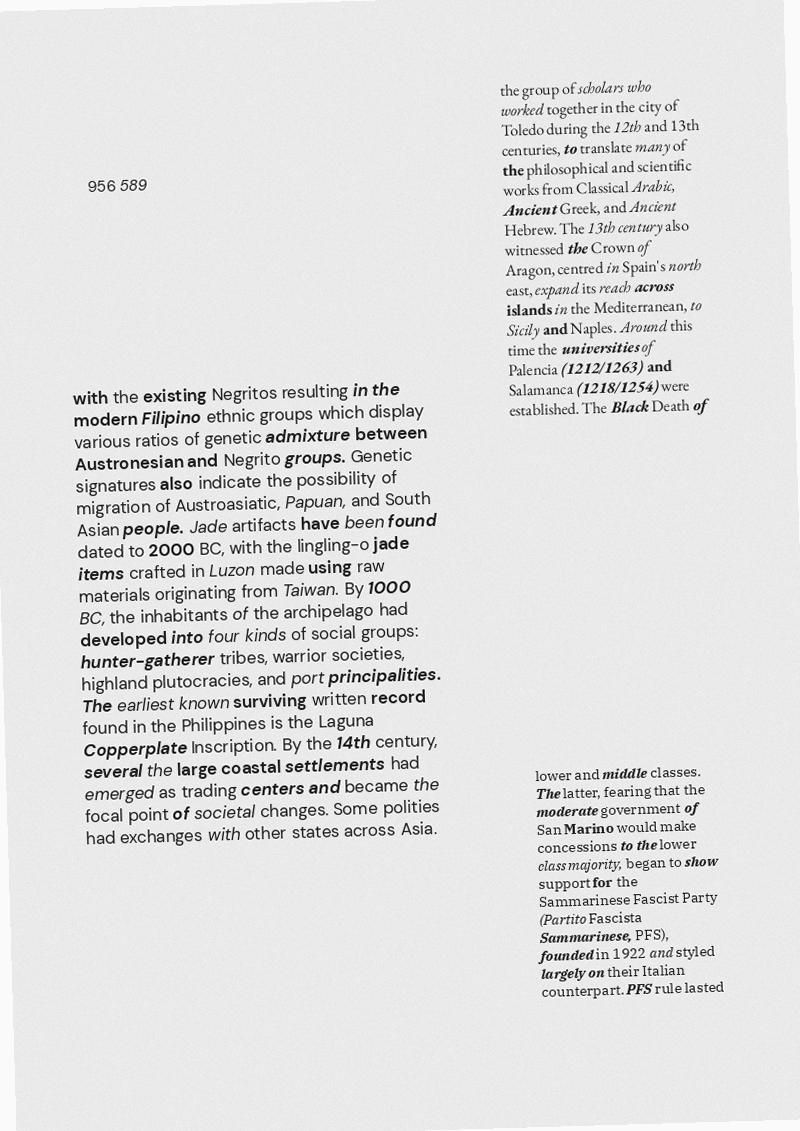 956 589
with the existing Negritos resulting in the
modern Filipino ethnic groups which display
various ratios of genetic admixture between
Austronesian and Negrito groups. Genetic
signatures also indicate the possibility of
migration of Austroasiatic, Papuan, and South
Asian people. Jade artifacts have been found
dated to 2000 BC, with the lingling-o jade
items crafted in Luzon made using raw
materials originating from Taiwan. By 1000
BC, the inhabitants of the archipelago had
developed into four kinds of social groups:
hunter-gatherer tribes, warrior societies,
highland plutocracies, and port principalities.
The earliest known surviving written record
found in the Philippines is the Laguna
Copperplate Inscription. By the 14th century,
several the large coastal settlements had
emerged as trading centers and became the
focal point of societal changes. Some polities
had exchanges with other states across Asia.
the group of scholars who
worked together in the city of
Toledo during the 12th and 13th
centuries, to translate many of
the philosophical and scientific
works from Classical Arabic,
Ancient Greek, and Ancient
Hebrew. The 13th century also
witnessed the Crown of
Aragon, centred in Spain's north
east, expand its reach across
islands in the Mediterranean, to
Sicily and Naples. Around this
time the universities of
Palencia (1212/1263) and
Salamanca (1218/1254) were
established. The Black Death of
lower and middle classes.
The latter, fearing that the
moderate government of
San Marino would make
concessions to the lower
class majority, began to show
support for the
Sammarinese Fascist Party
(Partito Fascista
Sammarinese, PFS),
founded in 1922 and styled
largely on their Italian
counterpart. PFS rule lasted